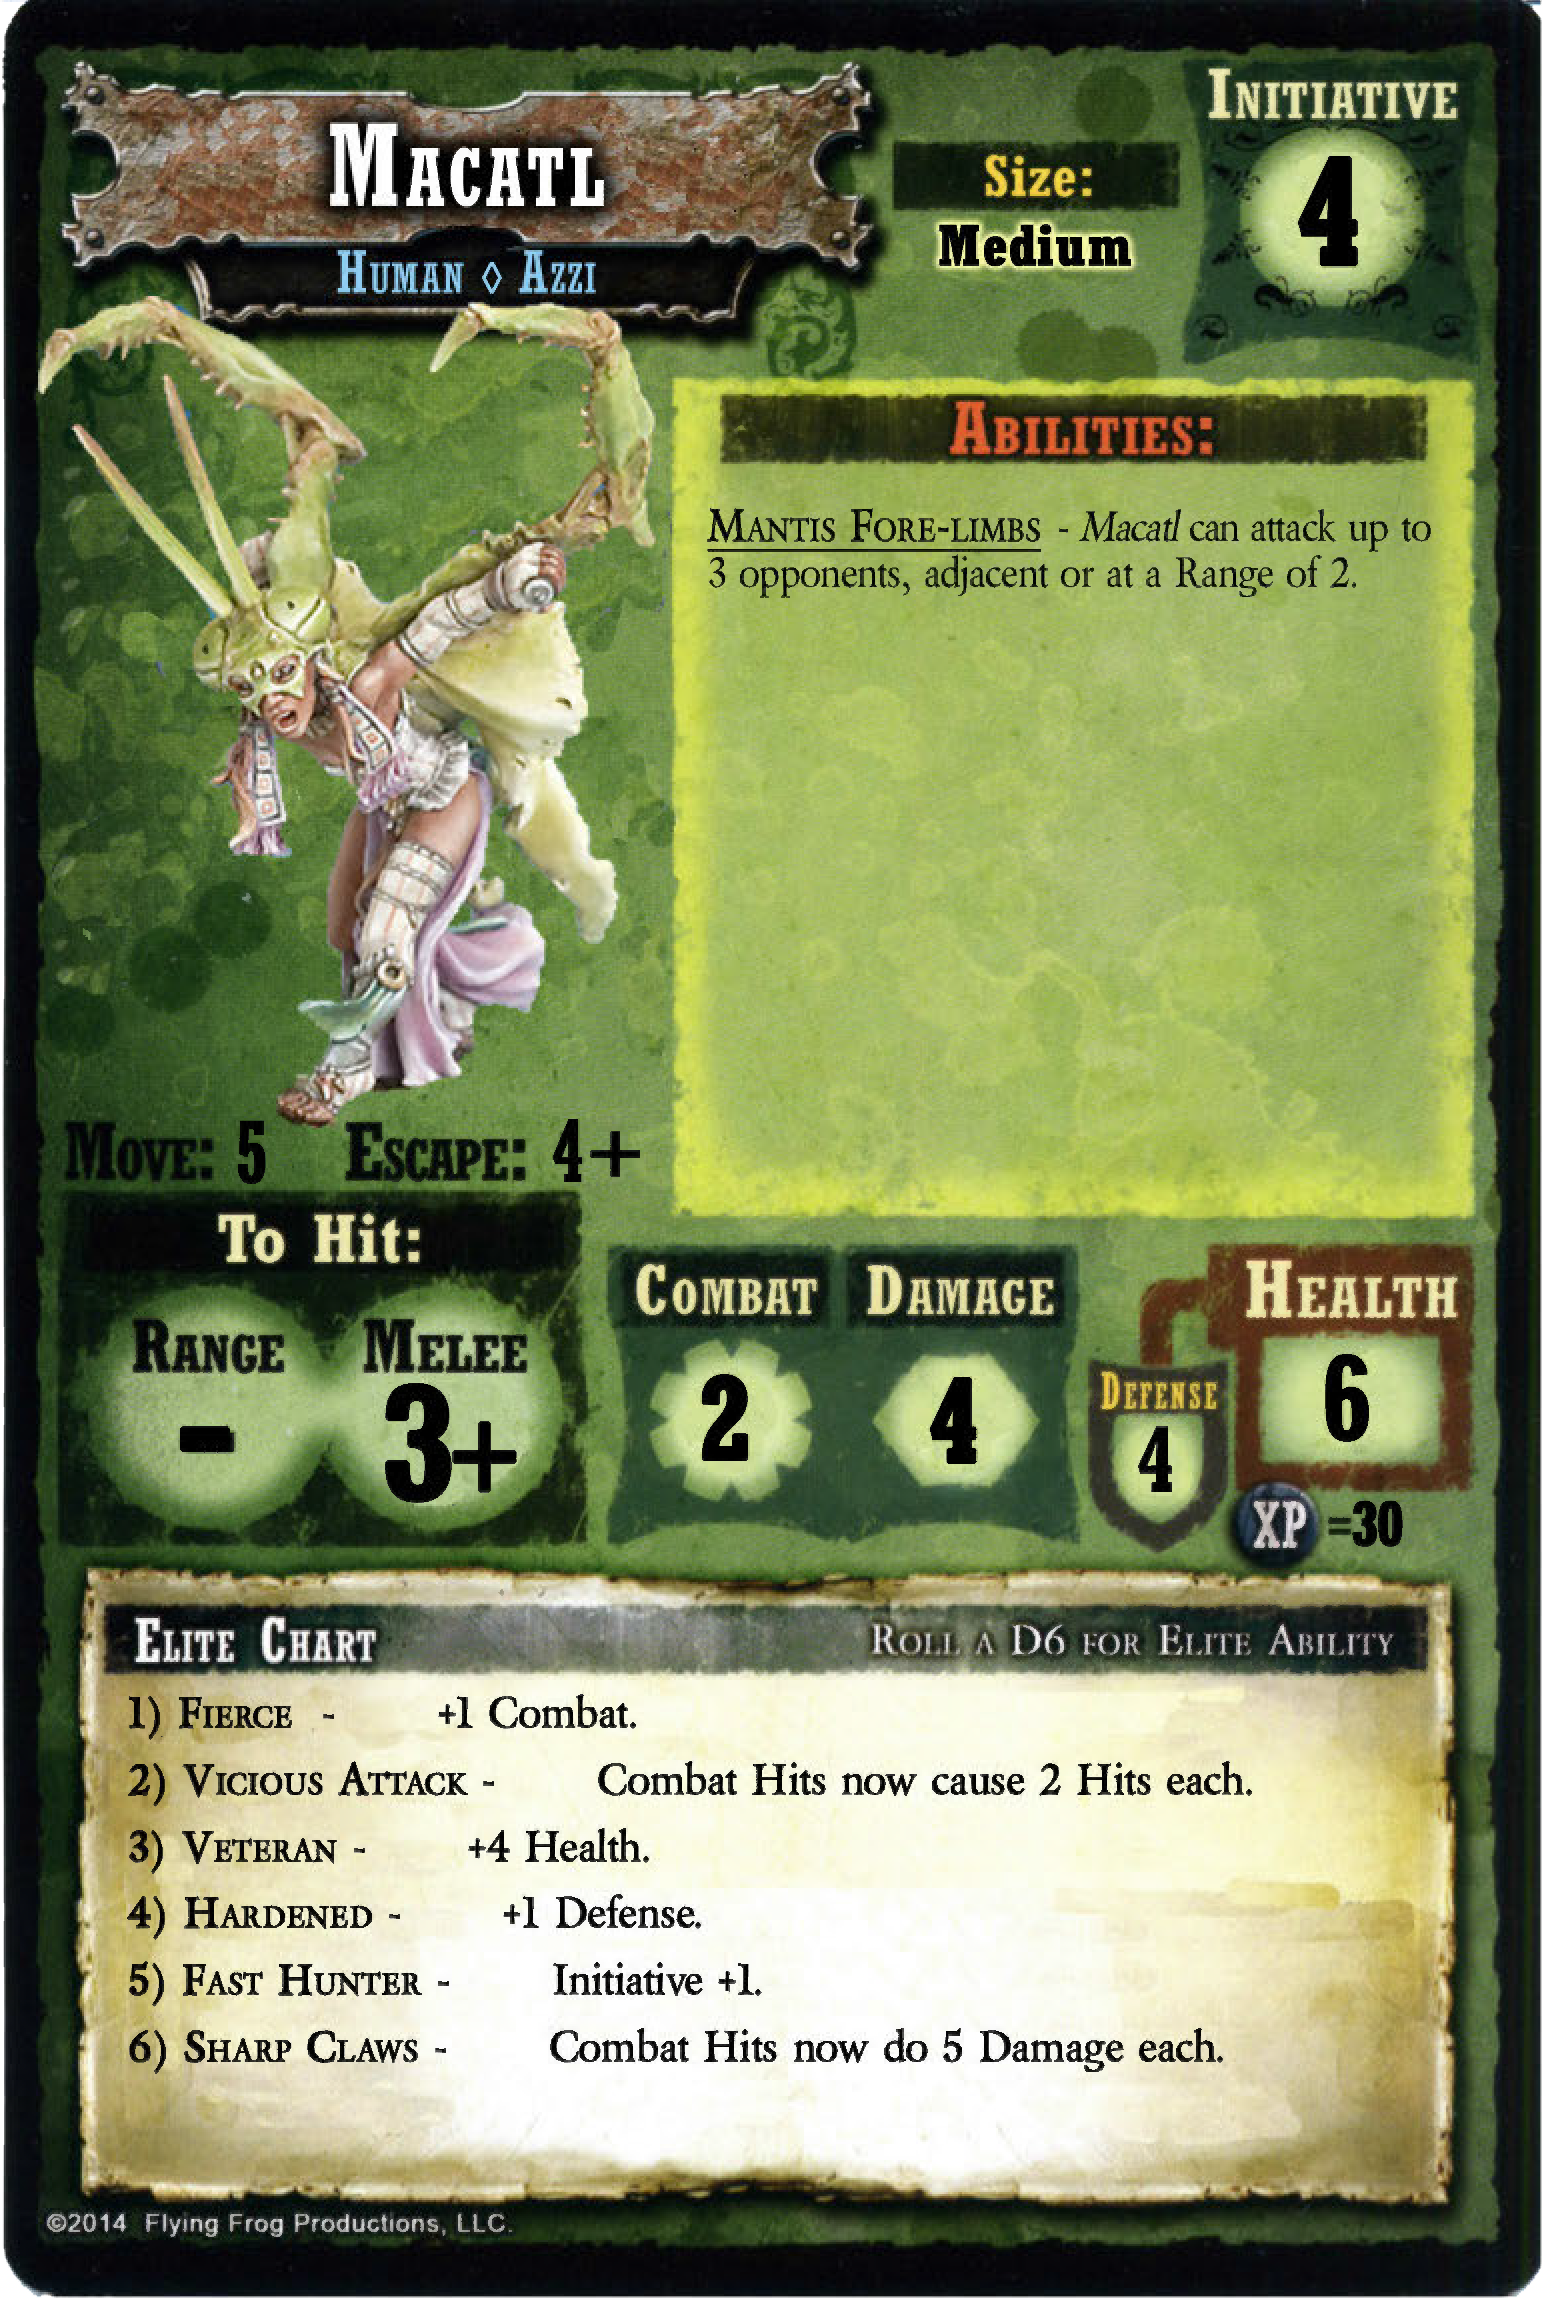 MACATL
HUMAN ◊ AZZI
Size:
Medium
INITIATIVE
4
ABILITIES:
MANTIS FORE-LIMBS - Macatl can attack up to
3 opponents, adjacent or at a Range of 2.
MOVE: 5 ESCAPE: 4+
To Hit:
RANGE
-
MELEE
3+
COMBAT
2
DAMAGE
4
DEFENSE
4
HEALTH
6
XP =30
ELITE CHART ROLL A D6 FOR ELITE ABILITY
1) FIERCE - +1 Combat.
2) VICIOUS ATTACK - Combat Hits now cause 2 Hits each.
3) VETERAN - +4 Health.
4) HARDENED - +1 Defense.
5) FAST HUNTER - Initiative +1.
6) SHARP CLAWS - Combat Hits now do 5 Damage each.
©2014 Flying Frog Productions, LLC.